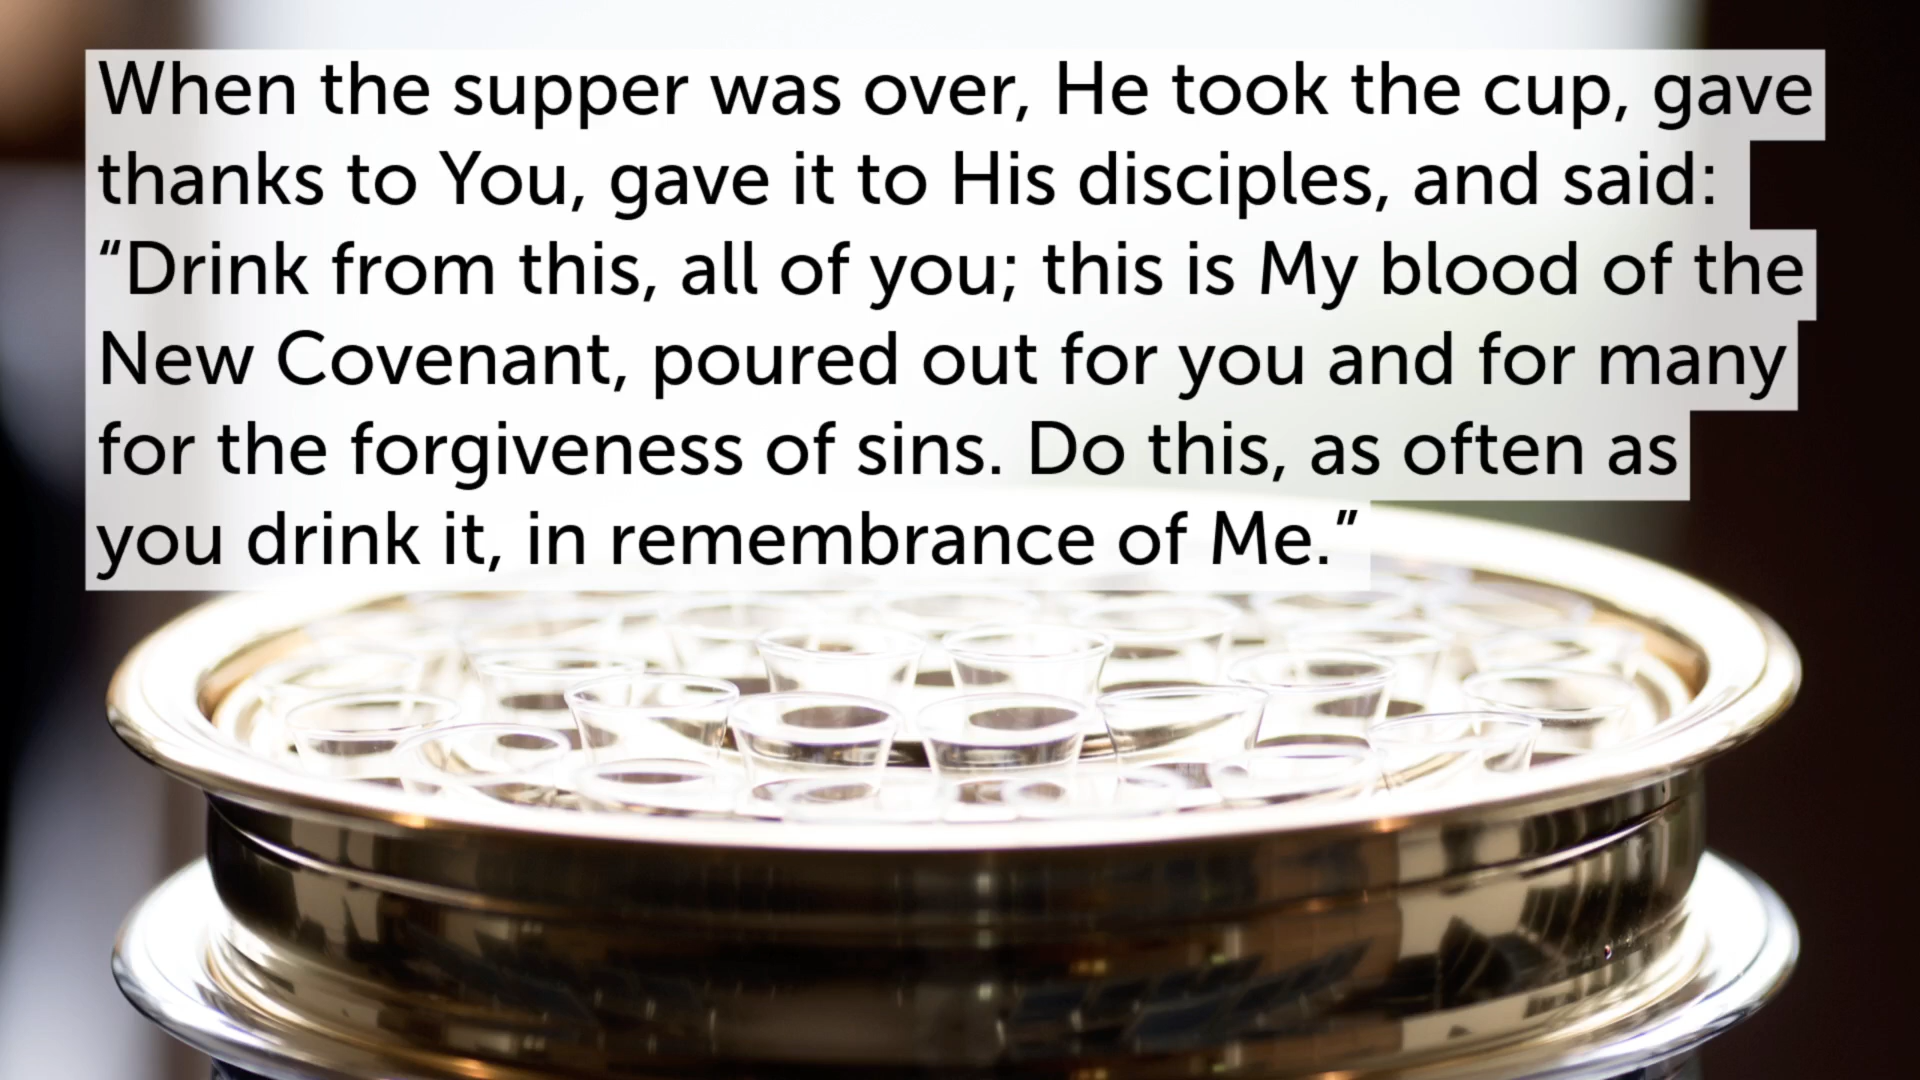 When the supper was over, He took the cup, gave
thanks to You, gave it to His disciples, and said:
“Drink from this, all of you; this is My blood of the
New Covenant, poured out for you and for many
for the forgiveness of sins. Do this, as often as
you drink it, in remembrance of Me.”